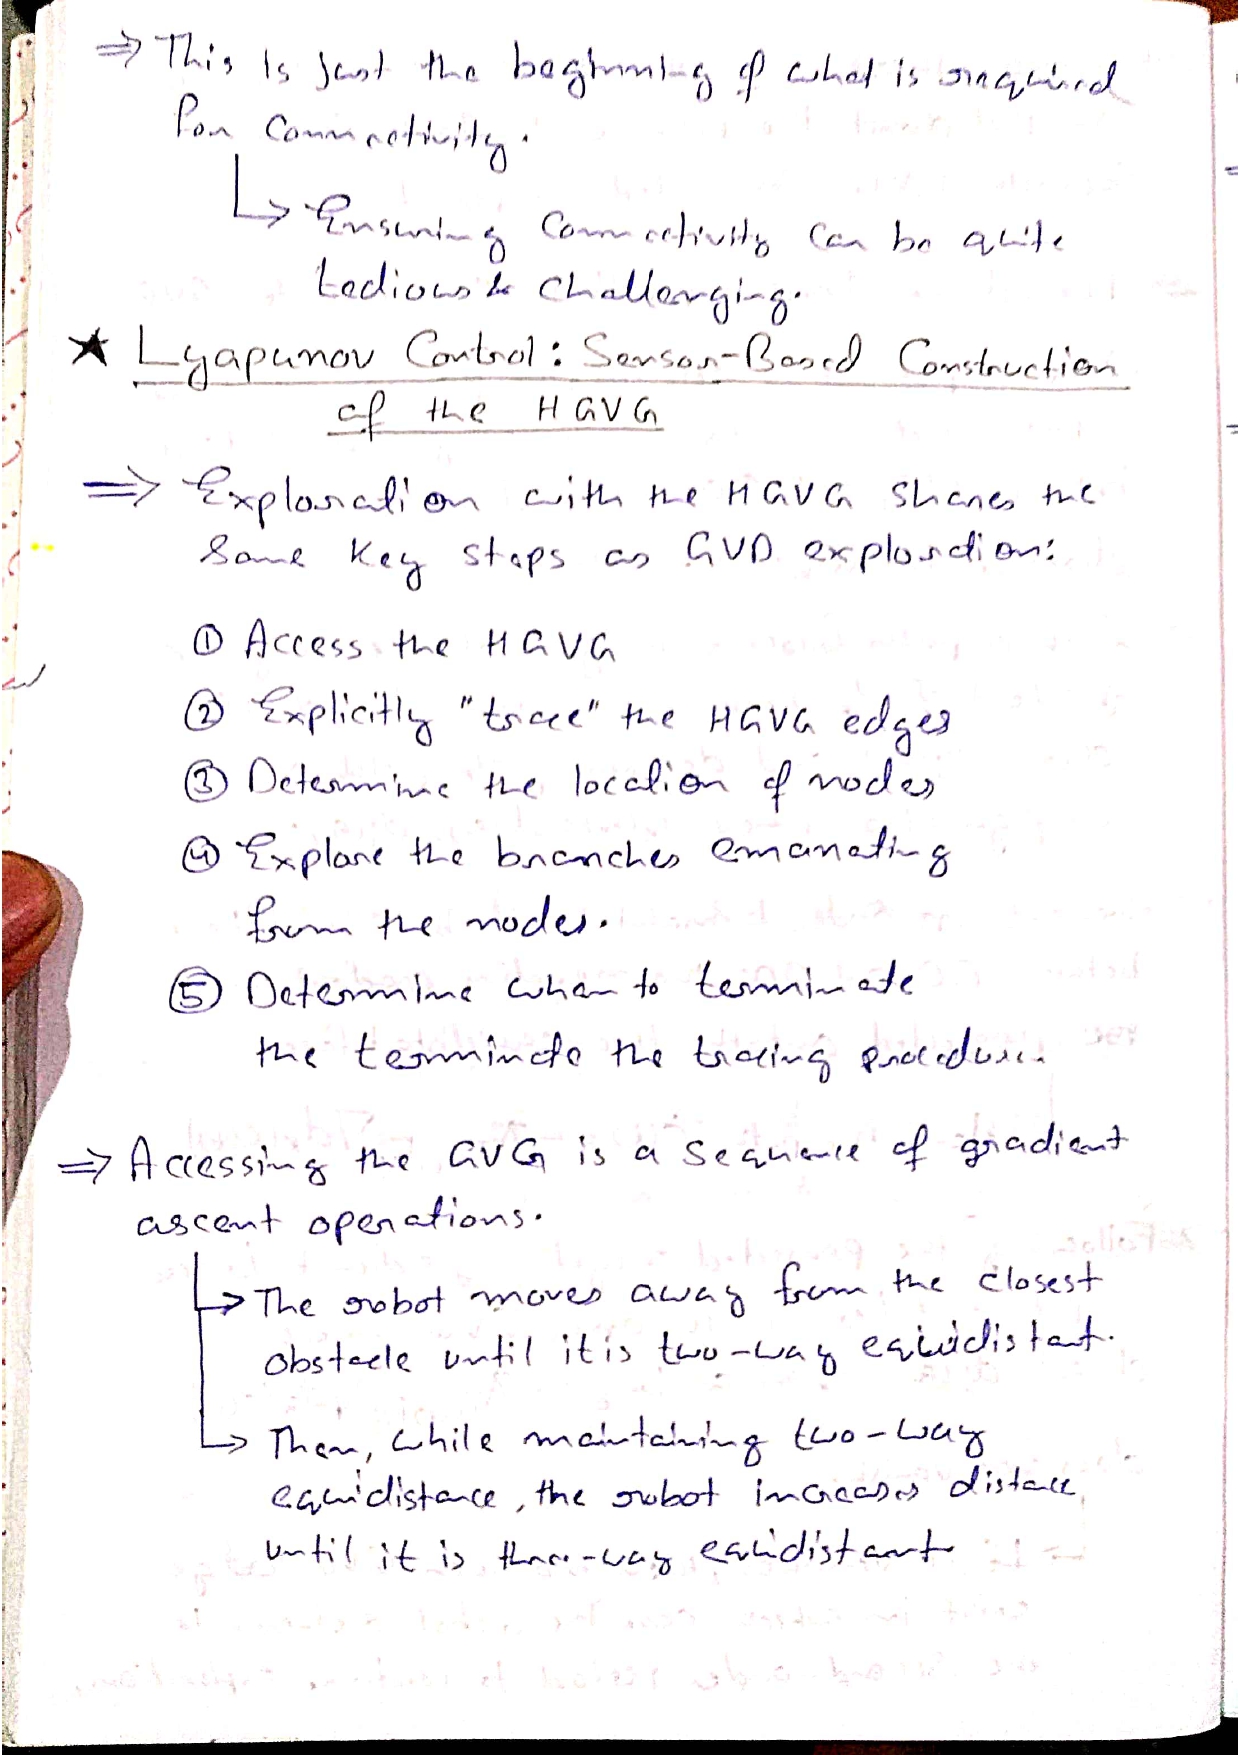 ⇒ This is just the beginning of what is required
for connectivity.
↳ Ensuring connectivity can be quite
tedious & challenging.
★ Lyapunov Control: Sensor-Based Construction
of the HGVG
⇒ Exploration with the HGVG shares the
same key steps as GVD exploration:
① Access the HGVG
② Explicitly "trace" the HGVG edges
③ Determine the location of nodes
④ Explore the branches emanating
from the nodes.
⑤ Determine when to terminate
the terminate the tracing procedure.
⇒ Accessing the GVG is a sequence of gradient
ascent operations.
↳ The robot moves away from the closest
obstacle until it is two-way equidistant.
↳ Then, while maintaining two-way
equidistance, the robot increases distance
until it is three-way equidistant